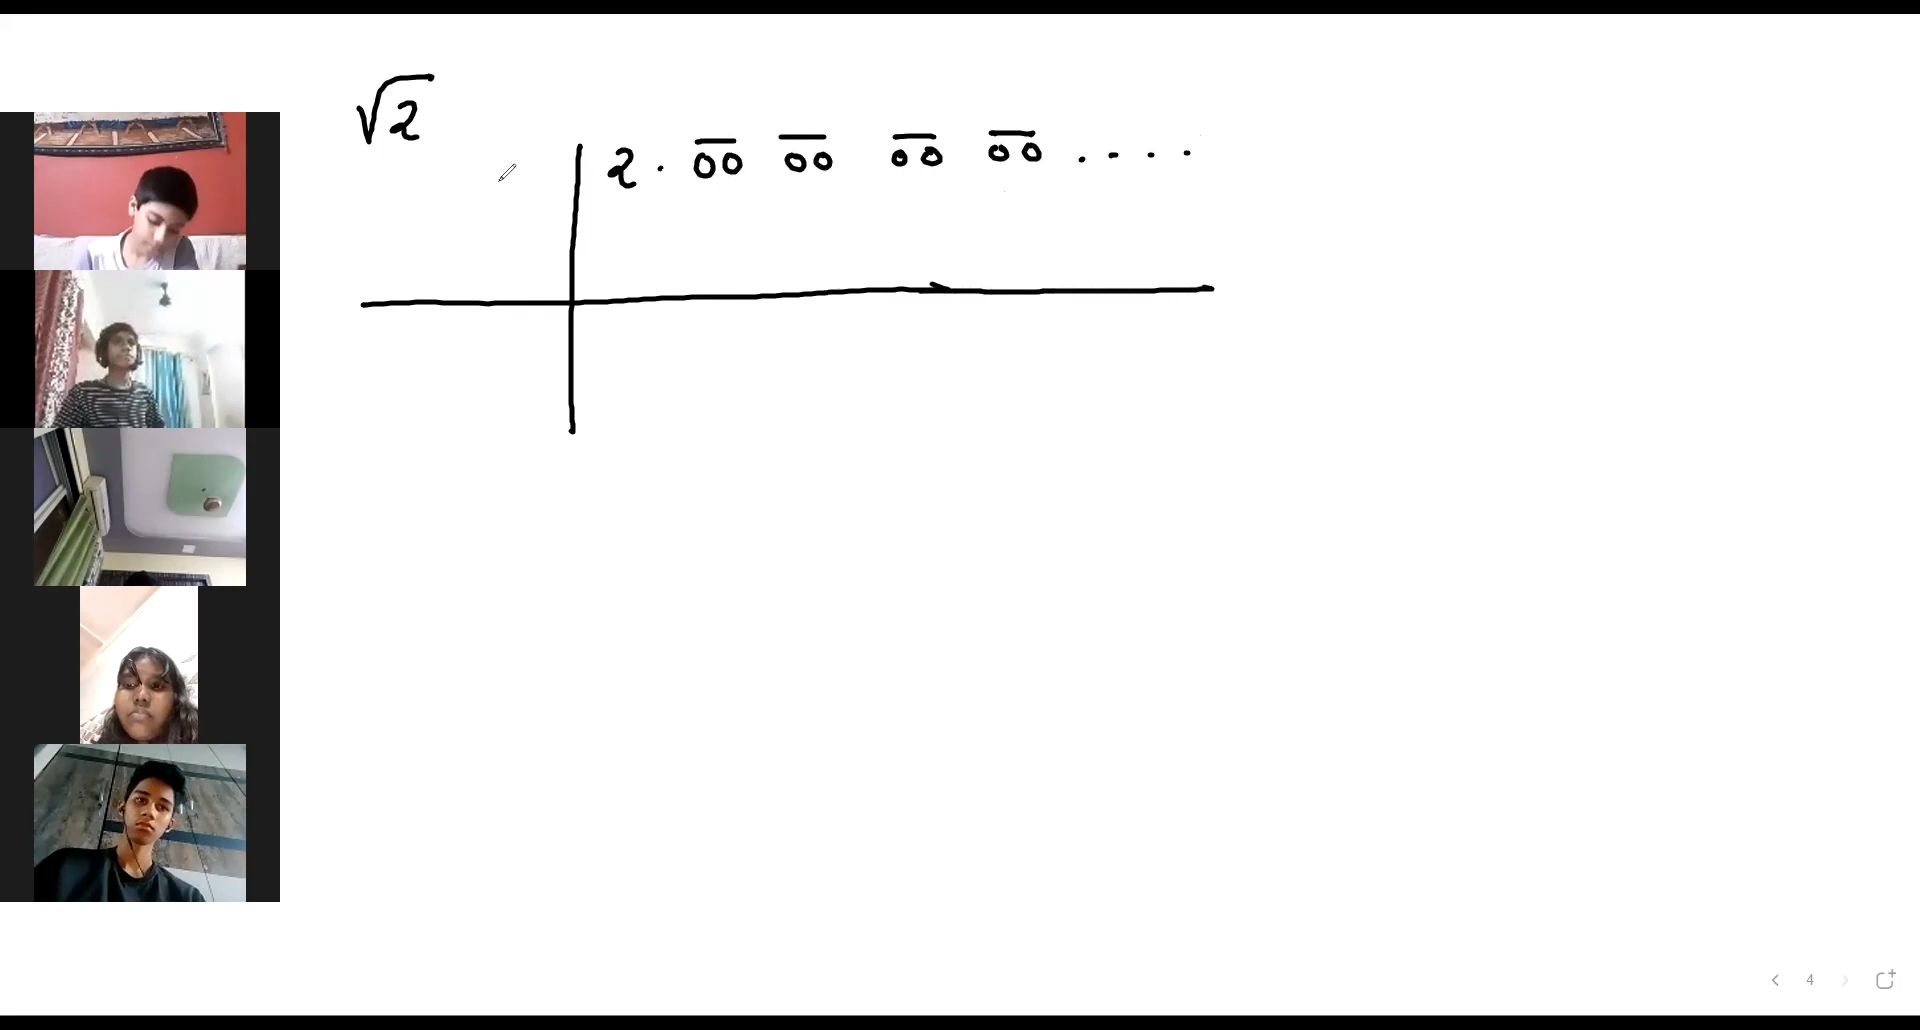 √2
2 . 00 00 00 00 . . . .
4